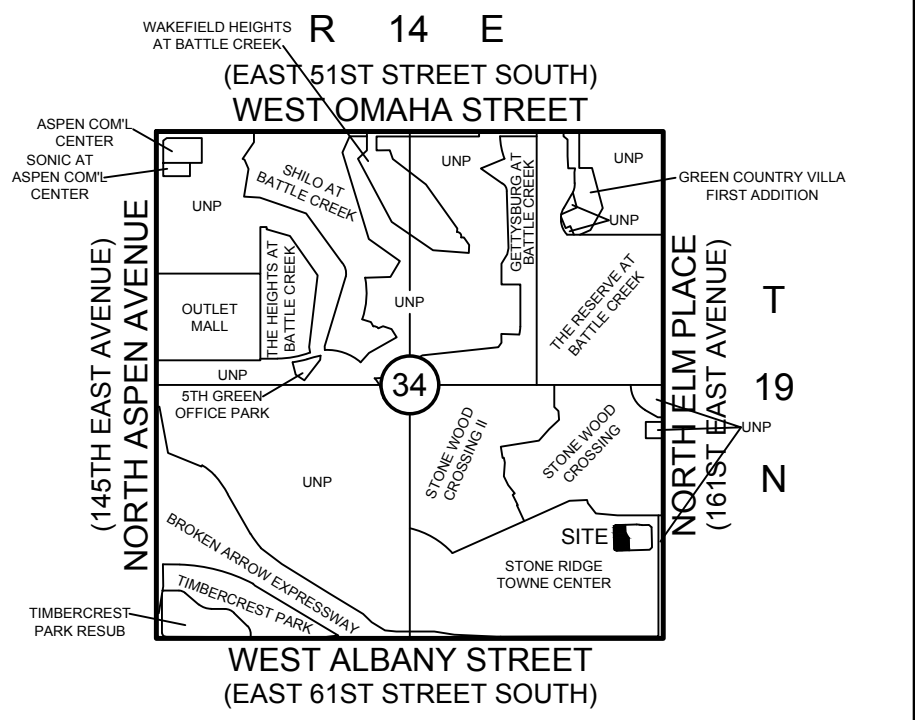 WAKEFIELD HEIGHTS
AT BATTLE CREEK
R 14 E
(EAST 51ST STREET SOUTH)
WEST OMAHA STREET
ASPEN COM'L
CENTER
SONIC AT
ASPEN COM'L
CENTER
UNP
SHILO AT
BATTLE CREEK
UNP
GETTYSBURG AT
BATTLE CREEK
UNP
GREEN COUNTRY VILLA
FIRST ADDITION
UNP
(145TH EAST AVENUE)
NORTH ASPEN AVENUE
OUTLET
MALL
THE HEIGHTS AT
BATTLE CREEK
UNP
THE RESERVE AT
BATTLE CREEK
NORTH ELM PLACE
(161ST EAST AVENUE)
T
19
N
UNP
5TH GREEN
OFFICE PARK
34
UNP
STONE WOOD
CROSSING II
STONE WOOD
CROSSING
UNP
BROKEN ARROW EXPRESSWAY
SITE
STONE RIDGE
TOWNE CENTER
TIMBERCREST PARK
TIMBERCREST
PARK RESUB
WEST ALBANY STREET
(EAST 61ST STREET SOUTH)